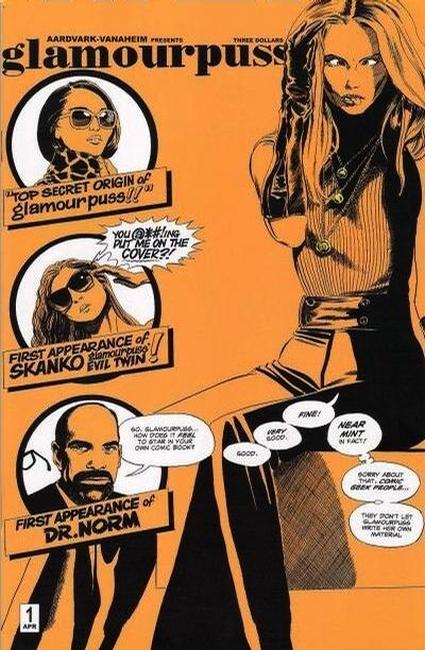 AARDVARK-VANAHEIM PRESENTS THREE DOLLARS
glamourpuss
"TOP SECRET ORIGIN of
glamourpuss!!"
YOU @*#!ING
PUT ME ON THE
COVER?!
FIRST APPEARANCE of
SKANKO glamourpuss'
EVIL TWIN!
SO, GLAMOURPUSS...
HOW DOES IT FEEL
TO STAR IN YOUR
OWN COMIC BOOK?
FIRST APPEARANCE of
DR. NORM
GOOD.
VERY
GOOD.
FINE!
NEAR
MINT
IN FACT!
SORRY ABOUT
THAT, COMIC
GEEK PEOPLE...
THEY DON'T LET
GLAMOURPUSS
WRITE HER OWN
MATERIAL
1
APR